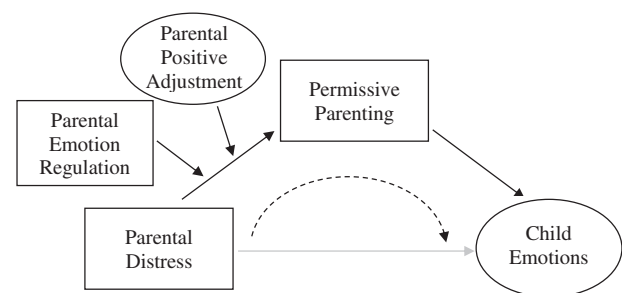 Parental
Positive
Adjustment
Permissive
Parenting
Parental
Emotion
Regulation
Parental
Distress
Child
Emotions